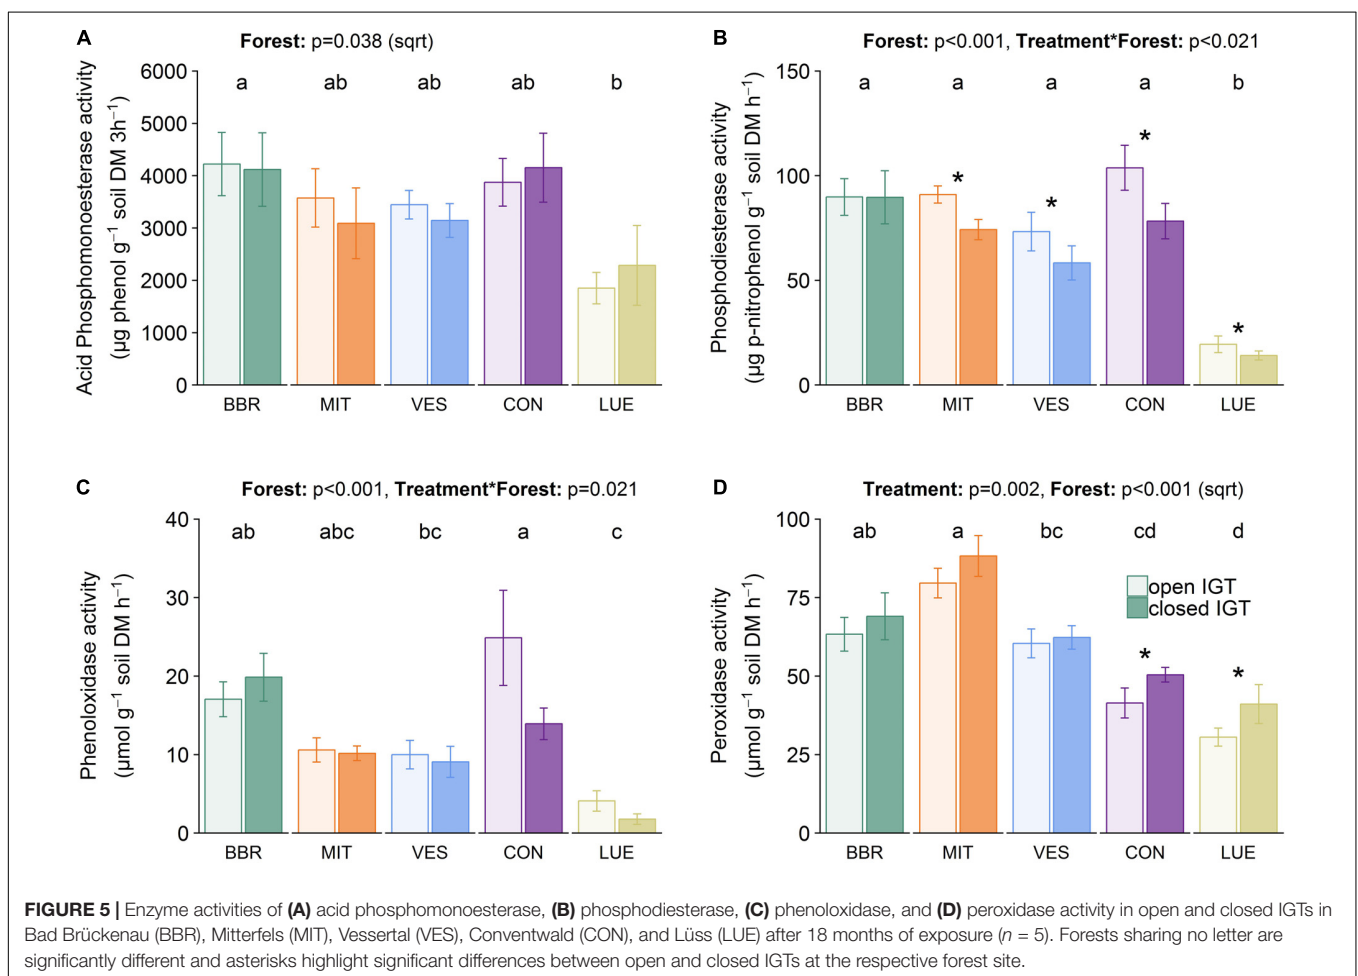 A
Forest: p=0.038 (sqrt)
Acid Phosphomonoesterase activity
(µg phenol g⁻¹ soil DM 3h⁻¹)
6000
5000
4000
3000
2000
1000
0
a ab ab ab b
BBR MIT VES CON LUE
B
Forest: p<0.001, Treatment*Forest: p<0.021
Phosphodiesterase activity
(µg p-nitrophenol g⁻¹ soil DM h⁻¹)
150
100
50
0
a a a a b
* * * *
BBR MIT VES CON LUE
C
Forest: p<0.001, Treatment*Forest: p=0.021
Phenoloxidase activity
(µmol g⁻¹ soil DM h⁻¹)
40
30
20
10
0
ab abc bc a c
BBR MIT VES CON LUE
D
Treatment: p=0.002, Forest: p<0.001 (sqrt)
Peroxidase activity
(µmol g⁻¹ soil DM h⁻¹)
100
75
50
25
0
ab a bc cd d
open IGT
closed IGT
* *
BBR MIT VES CON LUE
FIGURE 5 | Enzyme activities of (A) acid phosphomonoesterase, (B) phosphodiesterase, (C) phenoloxidase, and (D) peroxidase activity in open and closed IGTs in
Bad Brückenau (BBR), Mitterfels (MIT), Vessertal (VES), Conventwald (CON), and Lüss (LUE) after 18 months of exposure (n = 5). Forests sharing no letter are
significantly different and asterisks highlight significant differences between open and closed IGTs at the respective forest site.